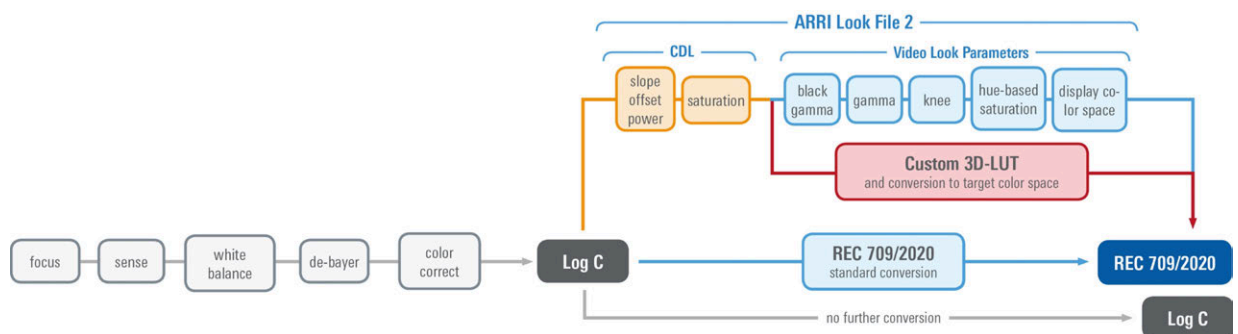 ARRI Look File 2
CDL
Video Look Parameters
slope
offset
power
saturation
black
gamma
gamma
knee
hue-based
saturation
display co-
lor space
Custom 3D-LUT
and conversion to target color space
focus
sense
white
balance
de-bayer
color
correct
Log C
REC 709/2020
standard conversion
REC 709/2020
no further conversion
Log C